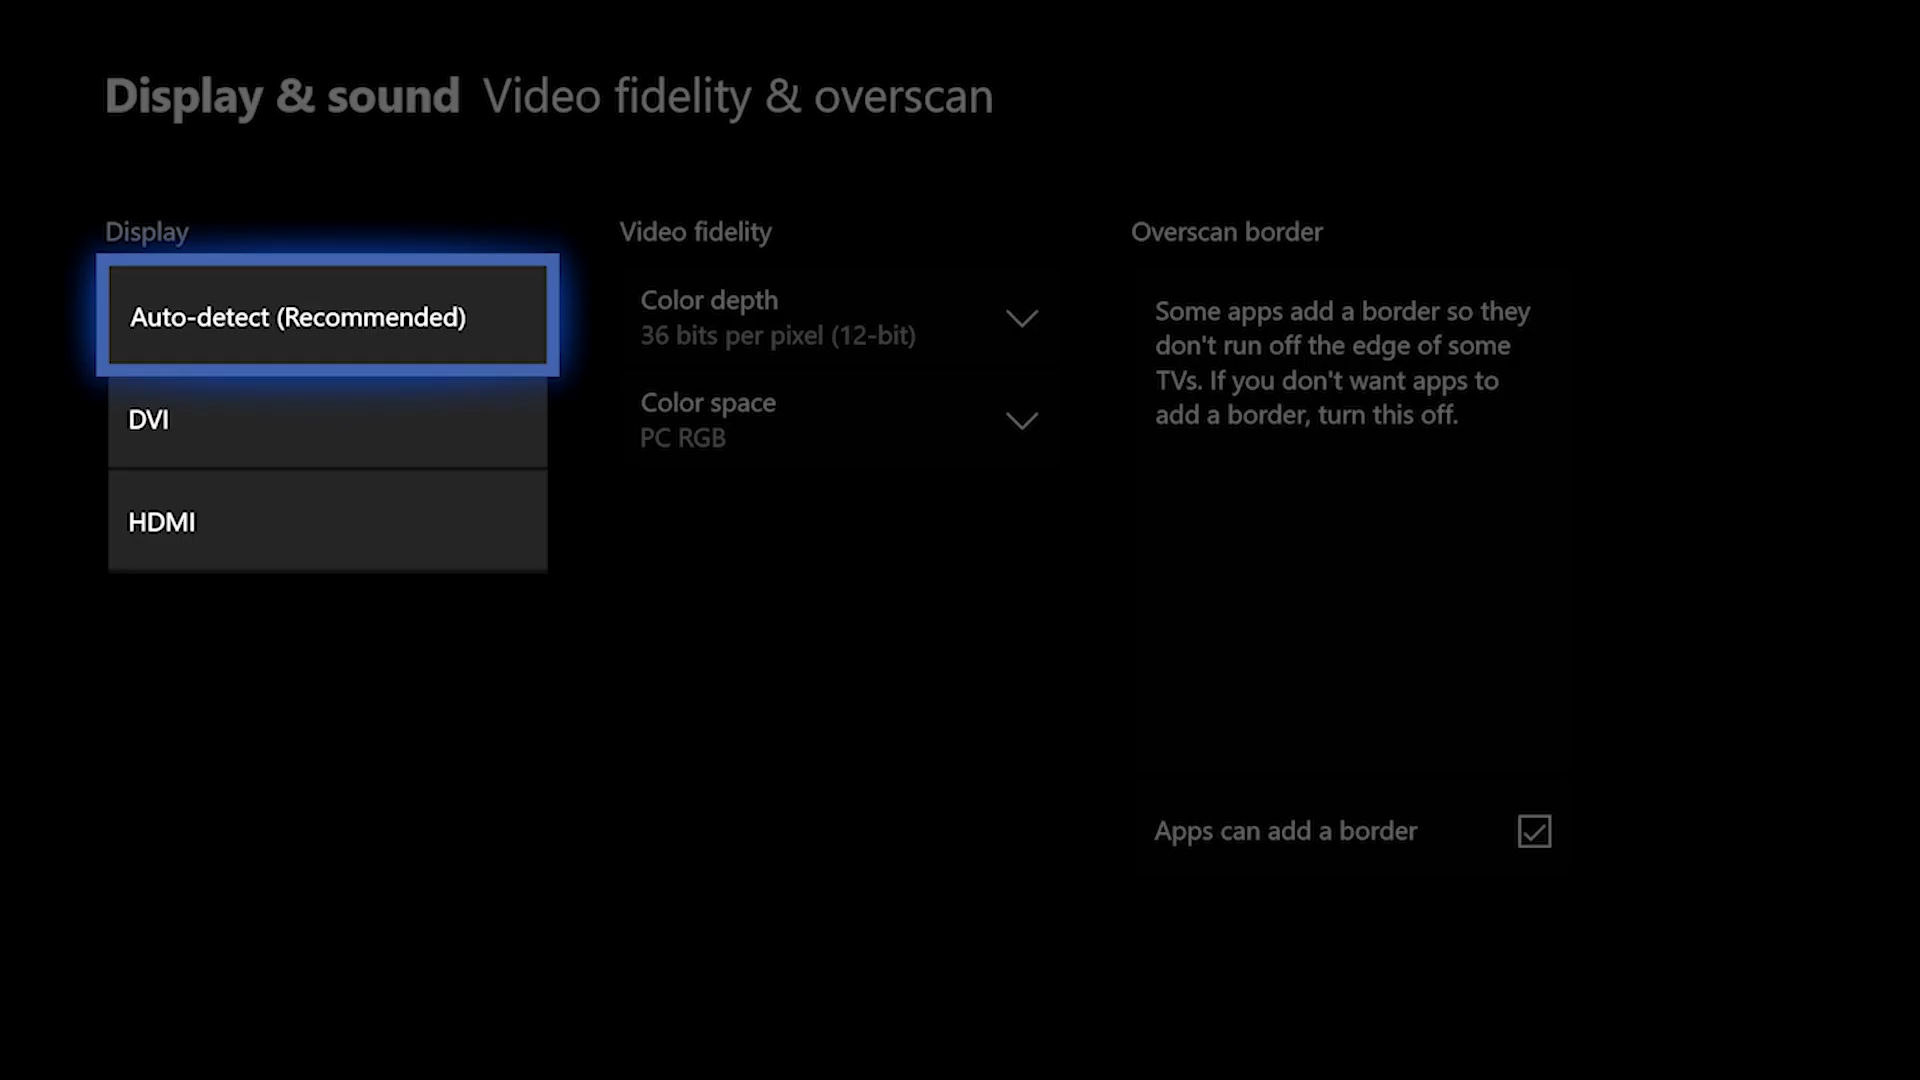 Display & sound Video fidelity & overscan
Display
Auto-detect (Recommended)
DVI
HDMI
Video fidelity
Color depth
36 bits per pixel (12-bit)
Color space
PC RGB
Overscan border
Some apps add a border so they
don't run off the edge of some
TVs. If you don't want apps to
add a border, turn this off.
Apps can add a border